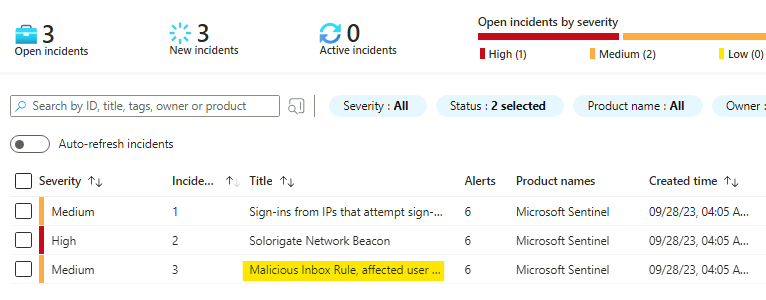 3
Open incidents
3
New incidents
0
Active incidents
Open incidents by severity
High (1)
Medium (2)
Low (0)
Search by ID, title, tags, owner or product
Severity : All
Status : 2 selected
Product name : All
Owner :
Auto-refresh incidents
Severity Incide... Title Alerts Product names Created time
Medium 1 Sign-ins from IPs that attempt sign-... 6 Microsoft Sentinel 09/28/23, 04:05 A...
High 2 Solorigate Network Beacon 6 Microsoft Sentinel 09/28/23, 04:05 A...
Medium 3 Malicious Inbox Rule, affected user ... 6 Microsoft Sentinel 09/28/23, 04:05 A...